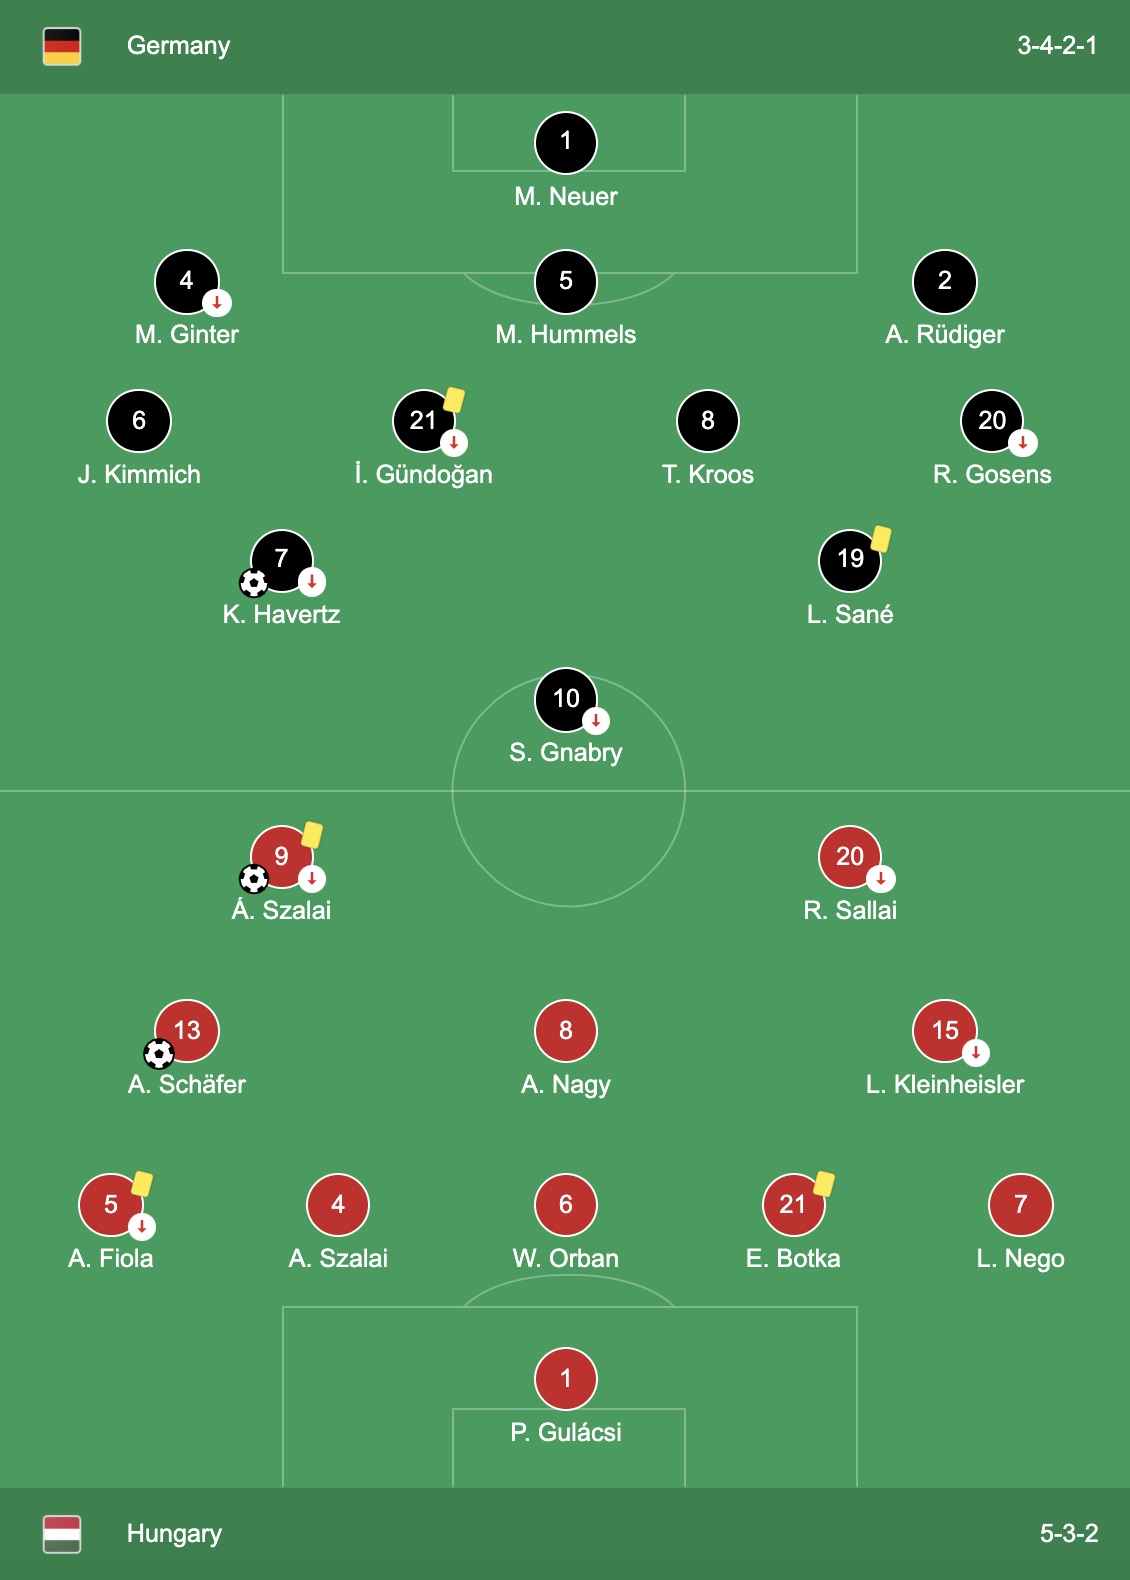 Germany 3-4-2-1
1
M. Neuer
4 5 2
M. Ginter M. Hummels A. Rüdiger
6 21 8 20
J. Kimmich İ. Gündoğan T. Kroos R. Gosens
7 19
K. Havertz L. Sané
10
S. Gnabry
9 20
Á. Szalai R. Sallai
13 8 15
A. Schäfer A. Nagy L. Kleinheisler
5 4 6 21 7
A. Fiola A. Szalai W. Orban E. Botka L. Nego
1
P. Gulácsi
Hungary 5-3-2